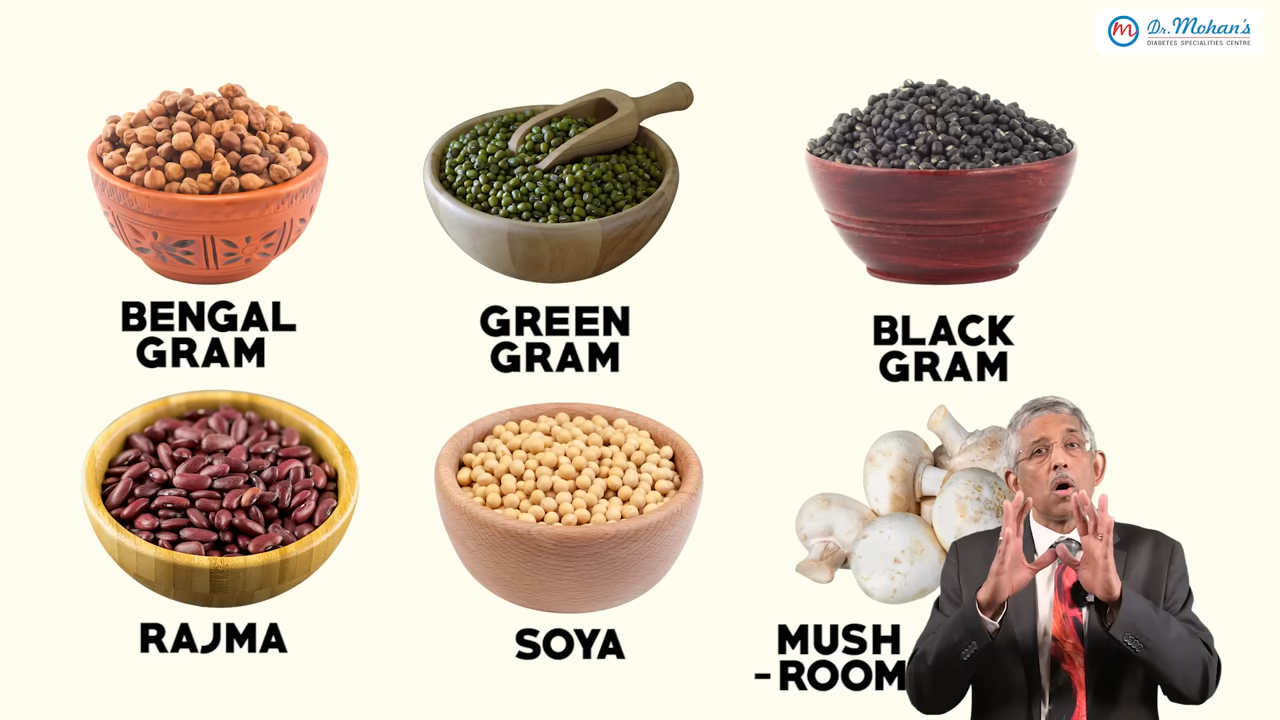 m Dr. Mohan's
DIABETES SPECIALITIES CENTRE
BENGAL
GRAM
GREEN
GRAM
BLACK
GRAM
RAJMA
SOYA
MUSH
-ROOM